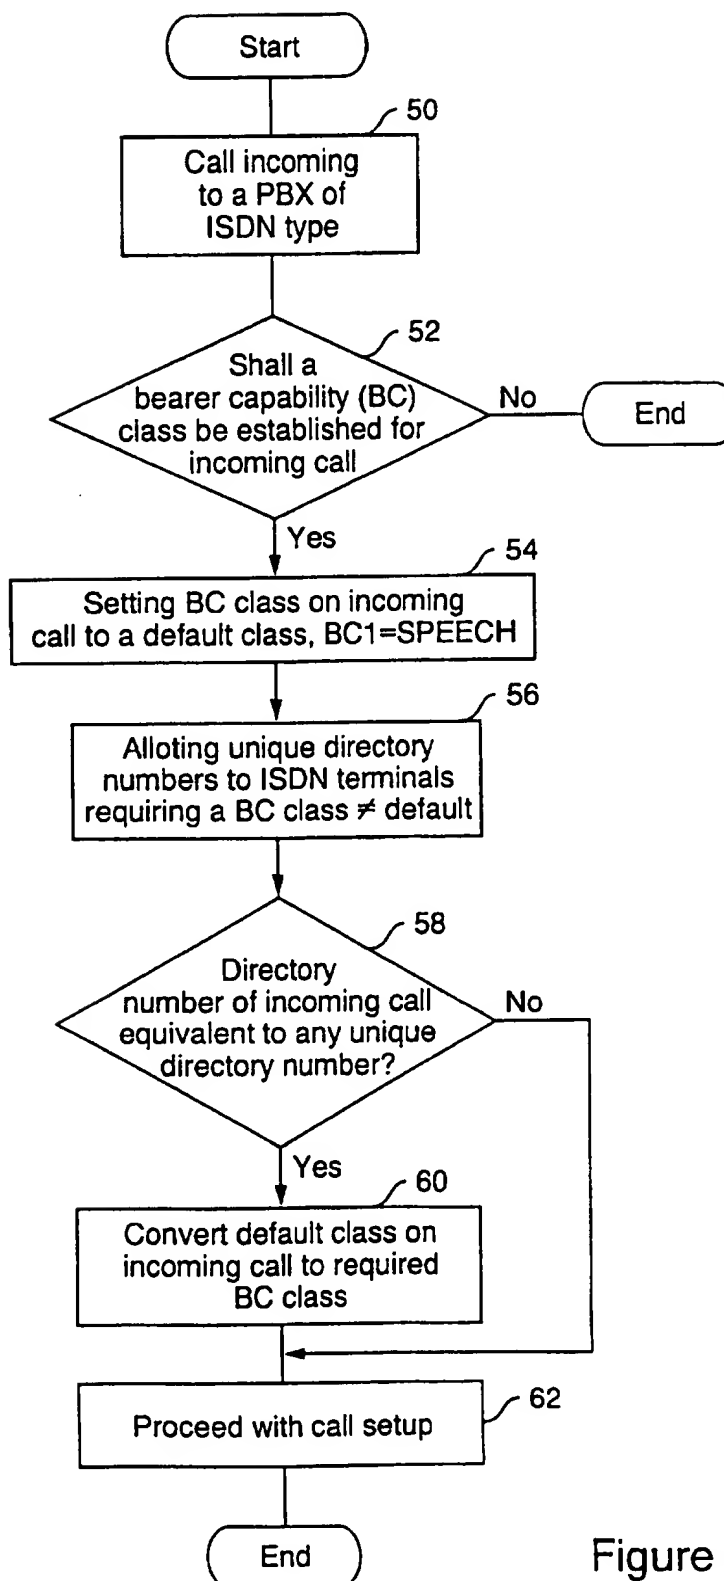 Start
50
Call incoming
to a PBX of
ISDN type
52
Shall a
bearer capability (BC)
class be established for
incoming call
No
End
Yes
54
Setting BC class on incoming
call to a default class, BC1=SPEECH
56
Alloting unique directory
numbers to ISDN terminals
requiring a BC class ≠ default
58
Directory
number of incoming call
equivalent to any unique
directory number?
No
Yes
60
Convert default class on
incoming call to required
BC class
62
Proceed with call setup
End
Figure